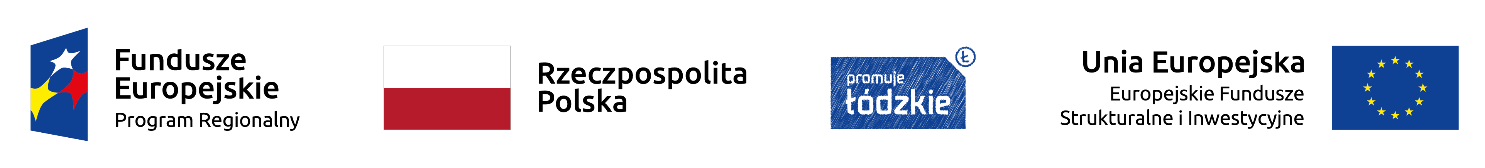 Fundusze
Europejskie
Program Regionalny
Rzeczpospolita
Polska
promuje
łódzkie
Ł
Unia Europejska
Europejskie Fundusze
Strukturalne i Inwestycyjne